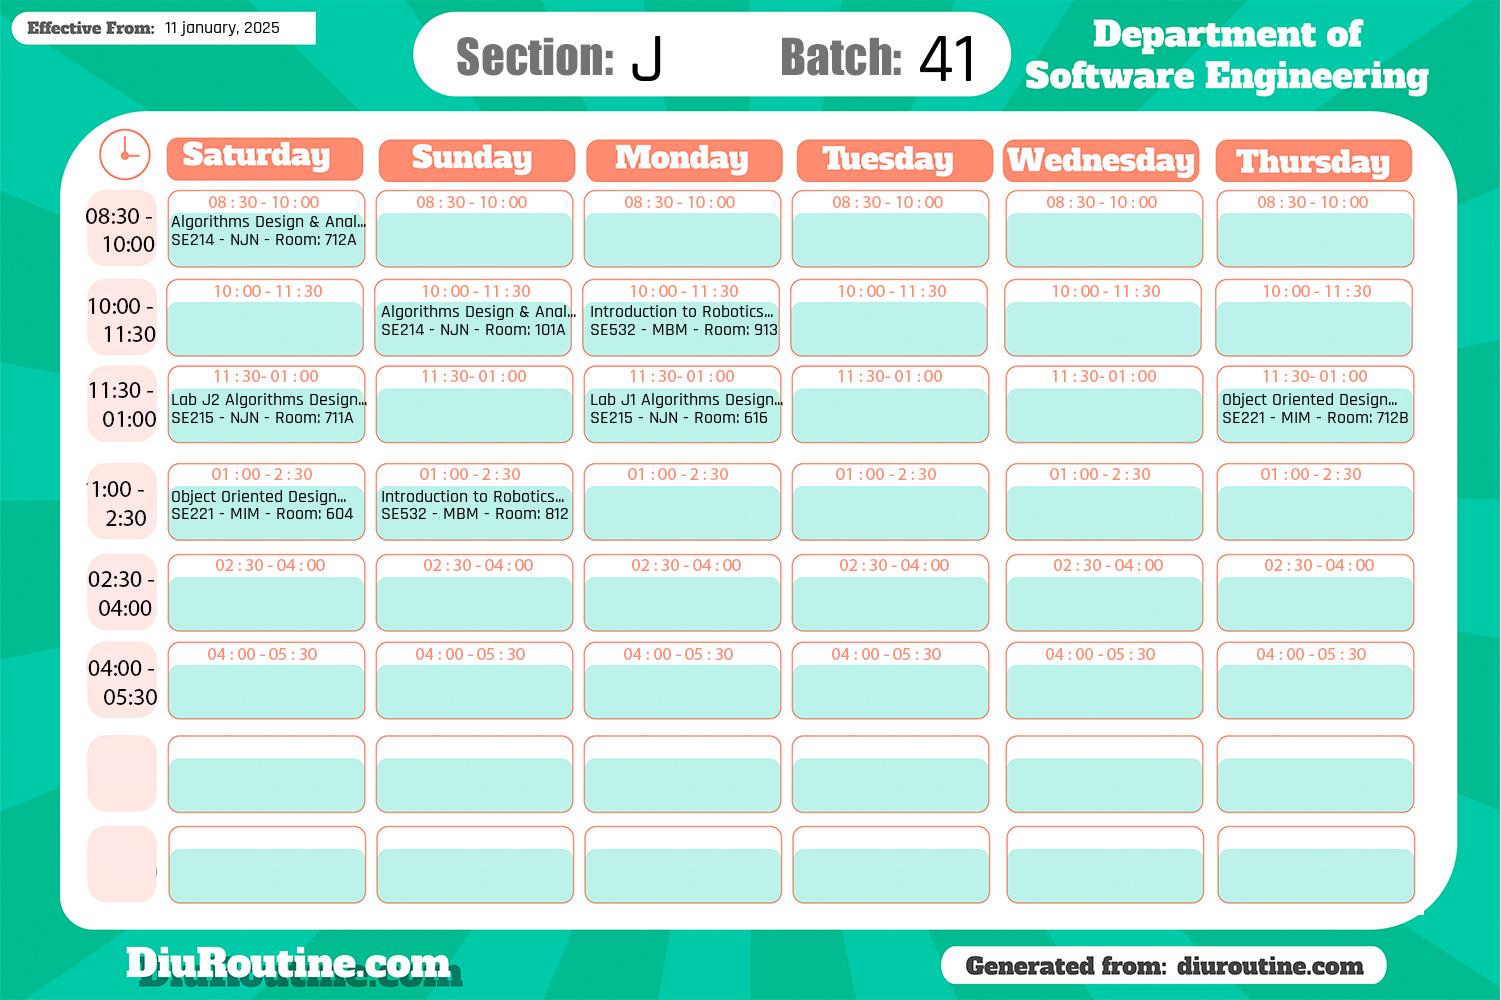 Effective From: 11 january, 2025
Section: J Batch: 41
Department of
Software Engineering
Saturday Sunday Monday Tuesday Wednesday Thursday
08:30 -
10:00
08 : 30 - 10 : 00
Algorithms Design & Anal...
SE214 - NJN - Room: 712A
08 : 30 - 10 : 00
08 : 30 - 10 : 00
08 : 30 - 10 : 00
08 : 30 - 10 : 00
08 : 30 - 10 : 00
10:00 -
11:30
10 : 00 - 11 : 30
10 : 00 - 11 : 30
Algorithms Design & Anal...
SE214 - NJN - Room: 101A
10 : 00 - 11 : 30
Introduction to Robotics...
SE532 - MBM - Room: 913
10 : 00 - 11 : 30
10 : 00 - 11 : 30
10 : 00 - 11 : 30
11:30 -
01:00
11 : 30- 01 : 00
Lab J2 Algorithms Design...
SE215 - NJN - Room: 711A
11 : 30- 01 : 00
11 : 30- 01 : 00
Lab J1 Algorithms Design...
SE215 - NJN - Room: 616
11 : 30- 01 : 00
11 : 30- 01 : 00
11 : 30- 01 : 00
Object Oriented Design...
SE221 - MIM - Room: 712B
1:00 -
2:30
01 : 00 - 2 : 30
Object Oriented Design...
SE221 - MIM - Room: 604
01 : 00 - 2 : 30
Introduction to Robotics...
SE532 - MBM - Room: 812
01 : 00 - 2 : 30
01 : 00 - 2 : 30
01 : 00 - 2 : 30
01 : 00 - 2 : 30
02:30 -
04:00
02 : 30 - 04 : 00
02 : 30 - 04 : 00
02 : 30 - 04 : 00
02 : 30 - 04 : 00
02 : 30 - 04 : 00
02 : 30 - 04 : 00
04:00 -
05:30
04 : 00 - 05 : 30
04 : 00 - 05 : 30
04 : 00 - 05 : 30
04 : 00 - 05 : 30
04 : 00 - 05 : 30
04 : 00 - 05 : 30
DiuRoutine.com
Generated from: diuroutine.com